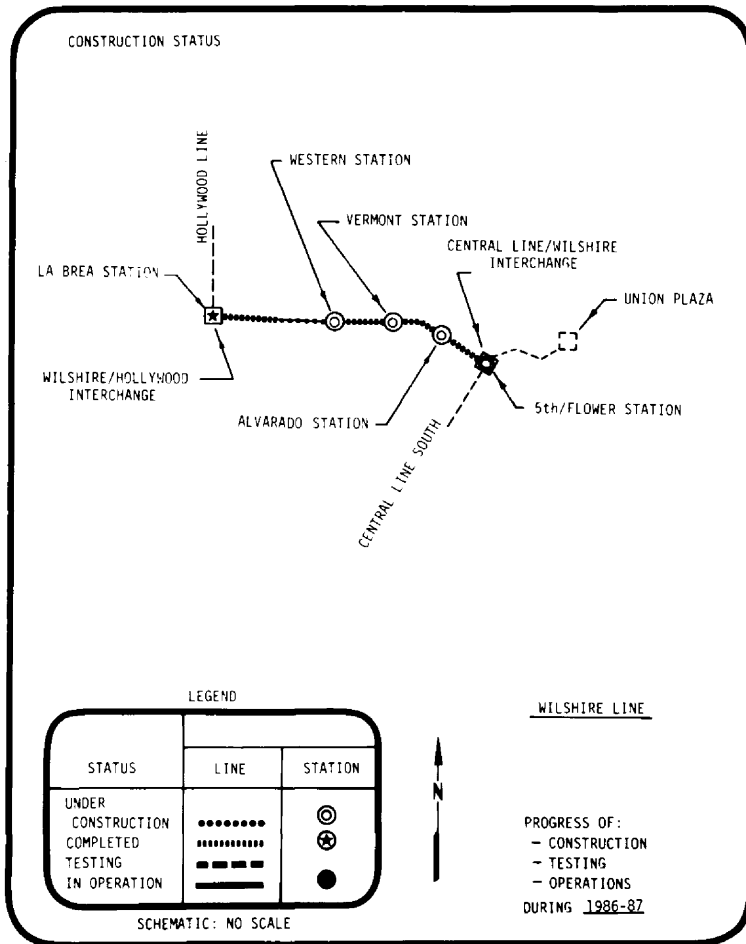 CONSTRUCTION STATUS
HOLLYWOOD LINE
WESTERN STATION
VERMONT STATION
CENTRAL LINE/WILSHIRE
INTERCHANGE
LA BREA STATION
UNION PLAZA
WILSHIRE/HOLLYWOOD
INTERCHANGE
ALVARADO STATION
5th/FLOWER STATION
CENTRAL LINE SOUTH
LEGEND
STATUS LINE STATION
UNDER
CONSTRUCTION
COMPLETED
TESTING
IN OPERATION
SCHEMATIC: NO SCALE
N
WILSHIRE LINE
PROGRESS OF:
- CONSTRUCTION
- TESTING
- OPERATIONS
DURING 1986-87